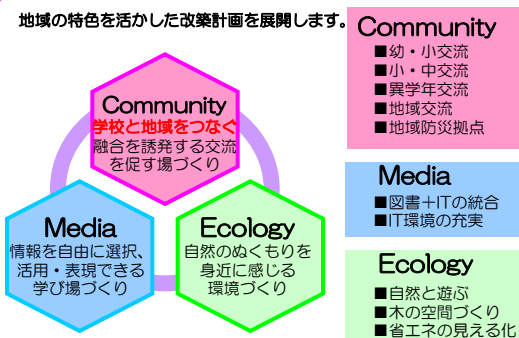 地域の特色を活かした改築計画を展開します。
Community
学校と地域をつなぐ
融合を誘発する交流
を促す場づくり
Media
情報を自由に選択、
活用・表現できる
学び場づくり
Ecology
自然のぬくもりを
身近に感じる
環境づくり
Community
■幼・小交流
■小・中交流
■異学年交流
■地域交流
■地域防災拠点
Media
■図書＋ITの統合
■IT環境の充実
Ecology
■自然と遊ぶ
■木の空間づくり
■省エネの見える化